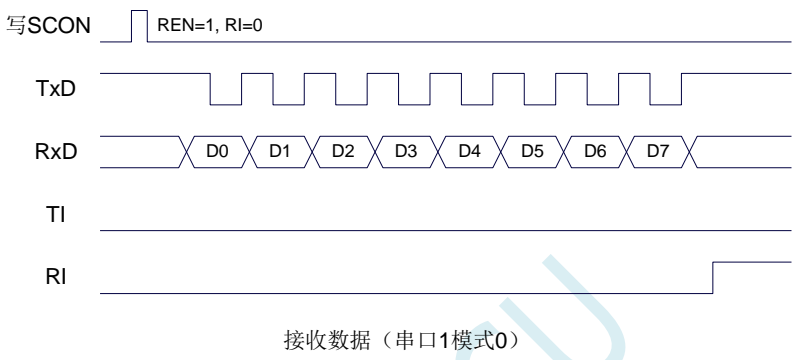 写SCON REN=1, RI=0
TxD
RxD D0 D1 D2 D3 D4 D5 D6 D7
TI
RI
接收数据（串口1模式0）